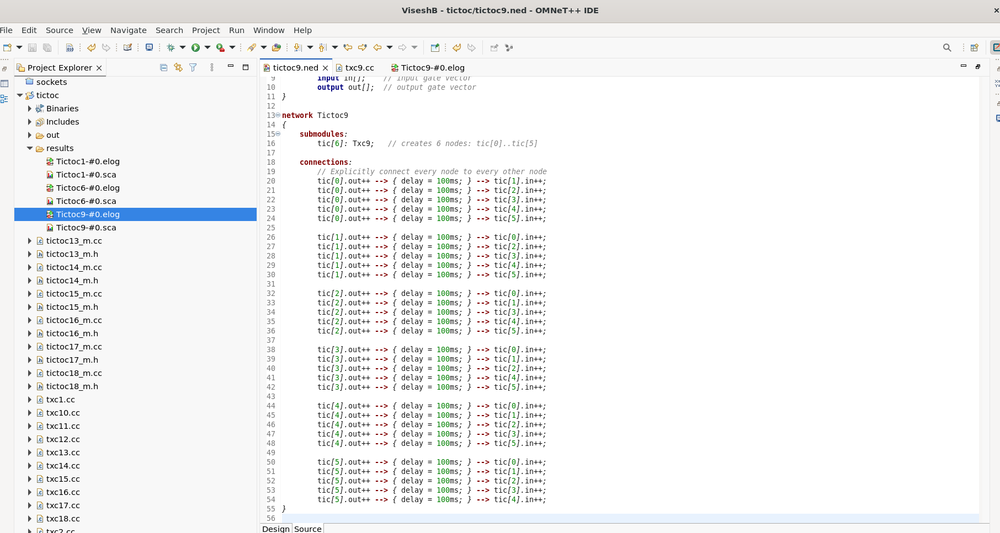 ViseshB - tictoc/tictoc9.ned - OMNeT++ IDE
File Edit Source View Navigate Search Project Run Window Help
Project Explorer
sockets
tictoc
Binaries
Includes
out
results
Tictoc1-#0.elog
Tictoc1-#0.sca
Tictoc6-#0.elog
Tictoc6-#0.sca
Tictoc9-#0.elog
Tictoc9-#0.sca
tictoc13_m.cc
tictoc13_m.h
tictoc14_m.cc
tictoc14_m.h
tictoc15_m.cc
tictoc15_m.h
tictoc16_m.cc
tictoc16_m.h
tictoc17_m.cc
tictoc17_m.h
tictoc18_m.cc
tictoc18_m.h
txc1.cc
txc10.cc
txc11.cc
txc12.cc
txc13.cc
txc14.cc
txc15.cc
txc16.cc
txc17.cc
txc18.cc
txc2.cc
tictoc9.ned txc9.cc Tictoc9-#0.elog
9 input in[]; // input gate vector
10 output out[]; // output gate vector
11 }
12
13 network Tictoc9
14 {
15 submodules:
16 tic[6]: Txc9; // creates 6 nodes: tic[0]..tic[5]
17
18 connections:
19 // Explicitly connect every node to every other node
20 tic[0].out++ --> { delay = 100ms; } --> tic[1].in++;
21 tic[0].out++ --> { delay = 100ms; } --> tic[2].in++;
22 tic[0].out++ --> { delay = 100ms; } --> tic[3].in++;
23 tic[0].out++ --> { delay = 100ms; } --> tic[4].in++;
24 tic[0].out++ --> { delay = 100ms; } --> tic[5].in++;
25
26 tic[1].out++ --> { delay = 100ms; } --> tic[0].in++;
27 tic[1].out++ --> { delay = 100ms; } --> tic[2].in++;
28 tic[1].out++ --> { delay = 100ms; } --> tic[3].in++;
29 tic[1].out++ --> { delay = 100ms; } --> tic[4].in++;
30 tic[1].out++ --> { delay = 100ms; } --> tic[5].in++;
31
32 tic[2].out++ --> { delay = 100ms; } --> tic[0].in++;
33 tic[2].out++ --> { delay = 100ms; } --> tic[1].in++;
34 tic[2].out++ --> { delay = 100ms; } --> tic[3].in++;
35 tic[2].out++ --> { delay = 100ms; } --> tic[4].in++;
36 tic[2].out++ --> { delay = 100ms; } --> tic[5].in++;
37
38 tic[3].out++ --> { delay = 100ms; } --> tic[0].in++;
39 tic[3].out++ --> { delay = 100ms; } --> tic[1].in++;
40 tic[3].out++ --> { delay = 100ms; } --> tic[2].in++;
41 tic[3].out++ --> { delay = 100ms; } --> tic[4].in++;
42 tic[3].out++ --> { delay = 100ms; } --> tic[5].in++;
43
44 tic[4].out++ --> { delay = 100ms; } --> tic[0].in++;
45 tic[4].out++ --> { delay = 100ms; } --> tic[1].in++;
46 tic[4].out++ --> { delay = 100ms; } --> tic[2].in++;
47 tic[4].out++ --> { delay = 100ms; } --> tic[3].in++;
48 tic[4].out++ --> { delay = 100ms; } --> tic[5].in++;
49
50 tic[5].out++ --> { delay = 100ms; } --> tic[0].in++;
51 tic[5].out++ --> { delay = 100ms; } --> tic[1].in++;
52 tic[5].out++ --> { delay = 100ms; } --> tic[2].in++;
53 tic[5].out++ --> { delay = 100ms; } --> tic[3].in++;
54 tic[5].out++ --> { delay = 100ms; } --> tic[4].in++;
55 }
56
Design Source